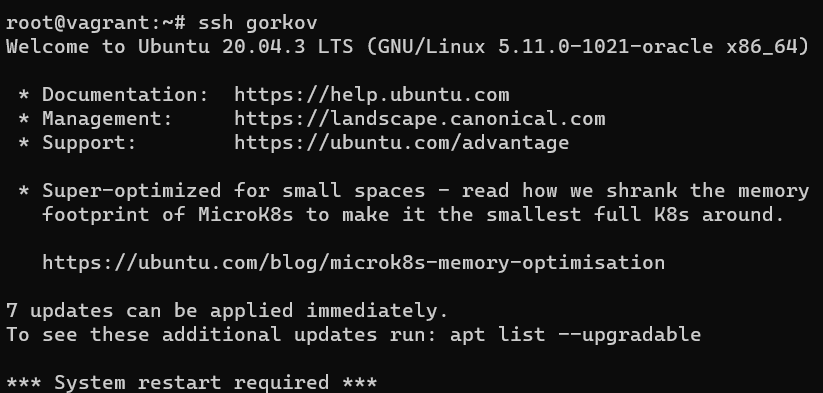 root@vagrant:~# ssh gorkov
Welcome to Ubuntu 20.04.3 LTS (GNU/Linux 5.11.0-1021-oracle x86_64)
* Documentation:  https://help.ubuntu.com
* Management:     https://landscape.canonical.com
* Support:        https://ubuntu.com/advantage
* Super-optimized for small spaces - read how we shrank the memory
footprint of MicroK8s to make it the smallest full K8s around.
https://ubuntu.com/blog/microk8s-memory-optimisation
7 updates can be applied immediately.
To see these additional updates run: apt list --upgradable
*** System restart required ***